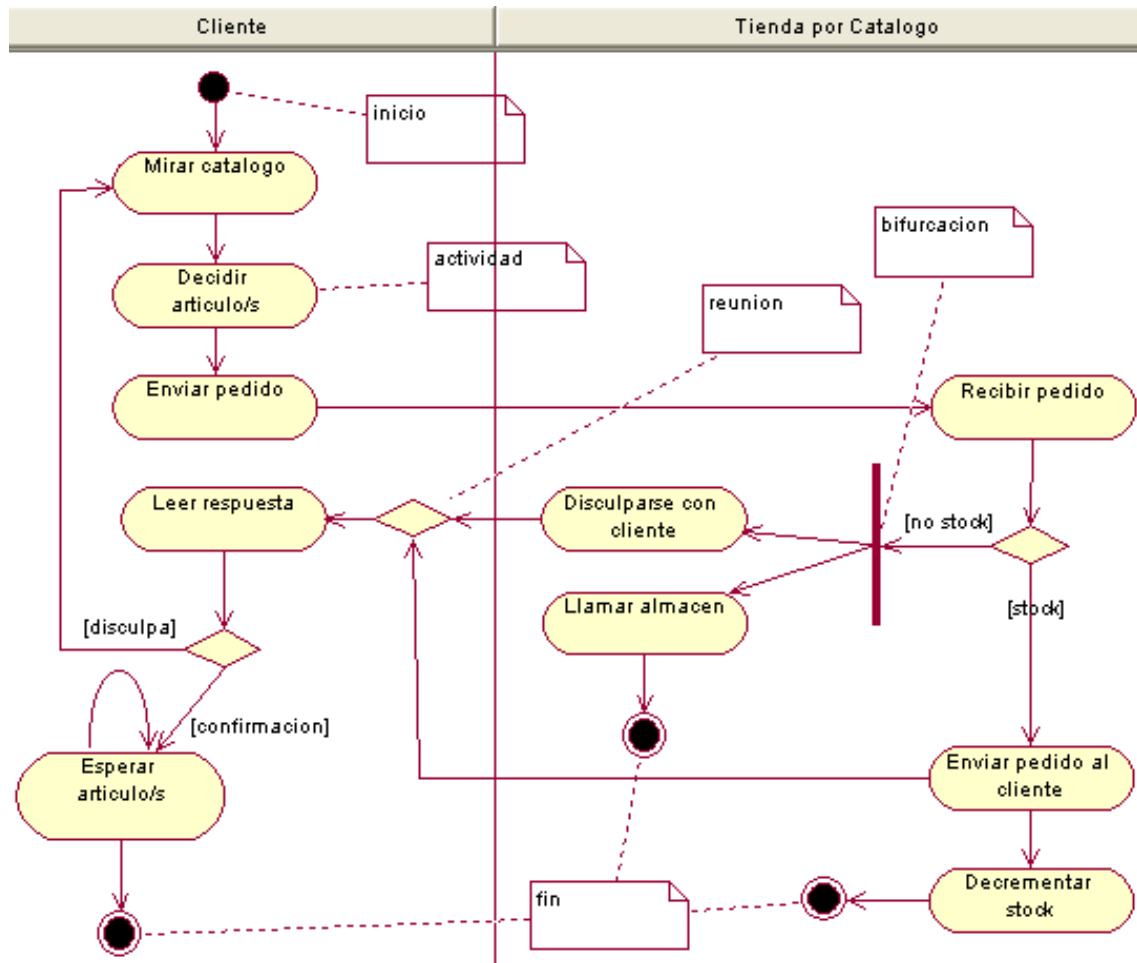 Cliente
Tienda por Catalogo
inicio
Mirar catalogo
bifurcacion
actividad
Decidir
articulo/s
reunion
Enviar pedido
Recibir pedido
Leer respuesta
Disculparse con
cliente
[no stock]
Llamar almacen
[stock]
[disculpa]
[confirmacion]
Esperar
articulo/s
Enviar pedido al
cliente
fin
Decrementar
stock